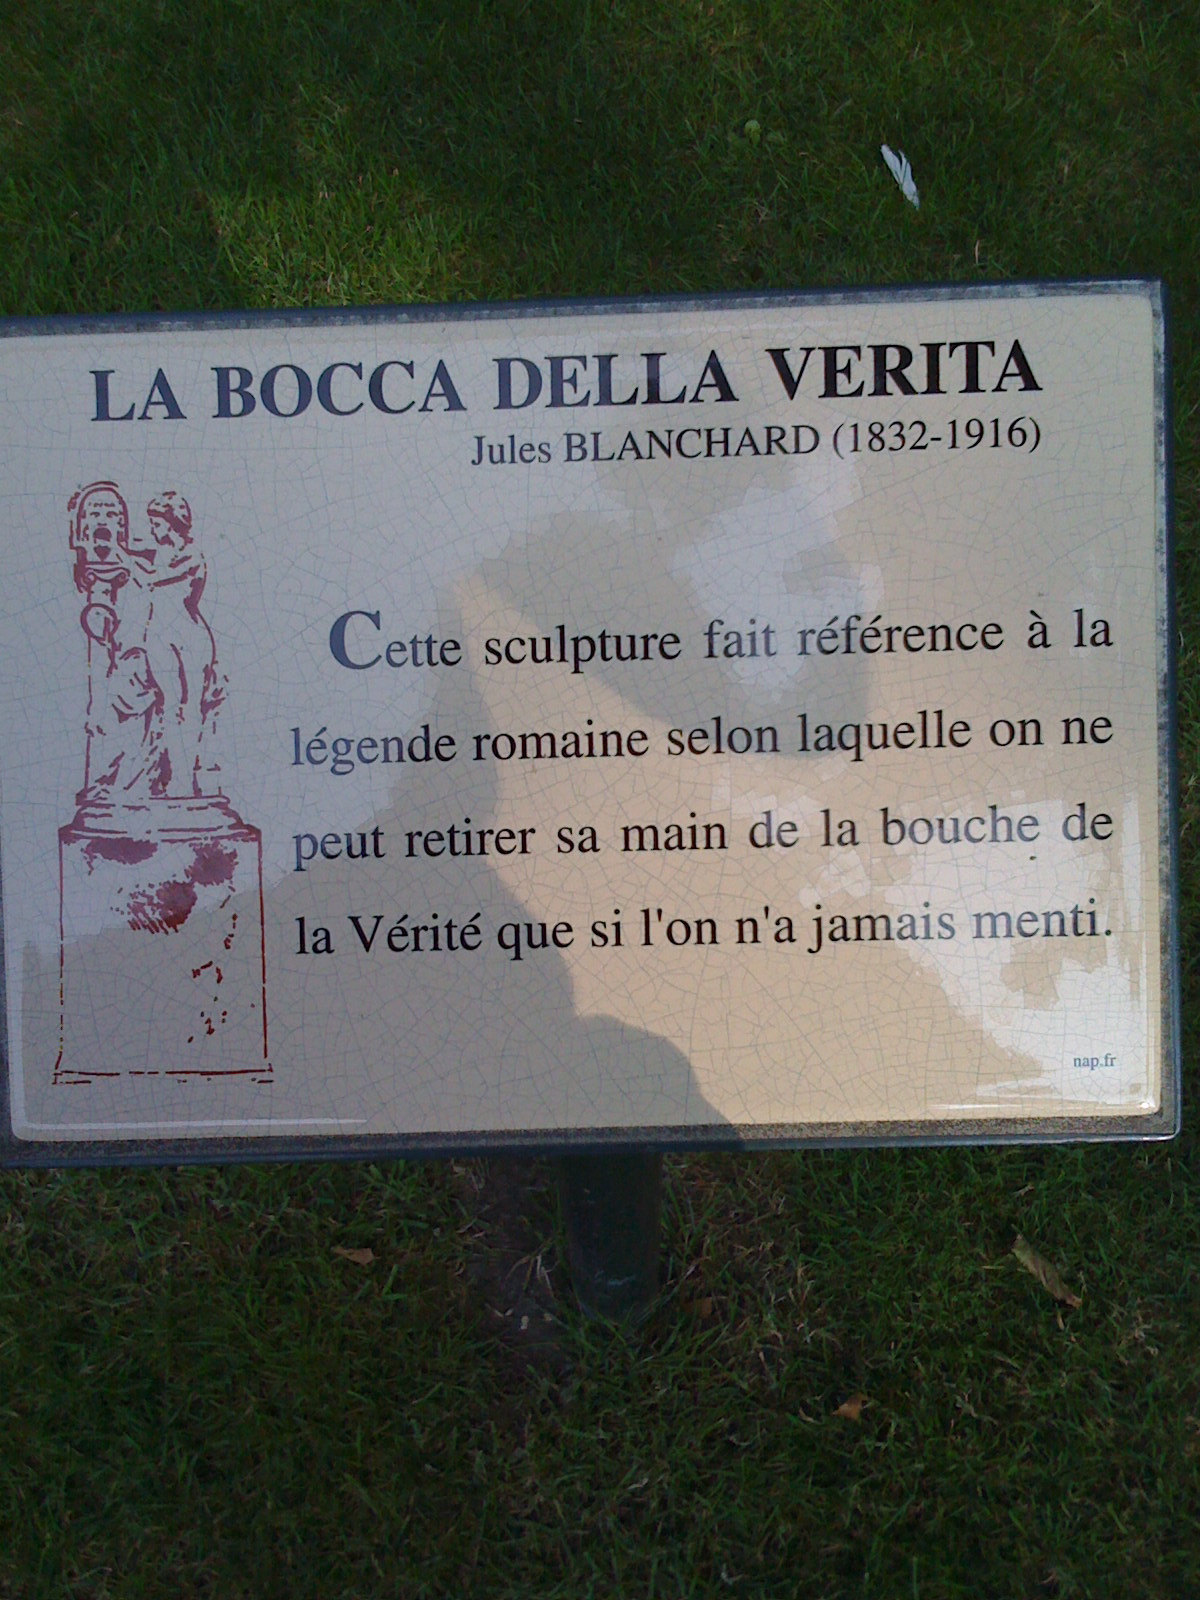 LA BOCCA DELLA VERITA
Jules BLANCHARD (1832-1916)
Cette sculpture fait référence à la
légende romaine selon laquelle on ne
peut retirer sa main de la bouche de
la Vérité que si l'on n'a jamais menti.
nap.fr